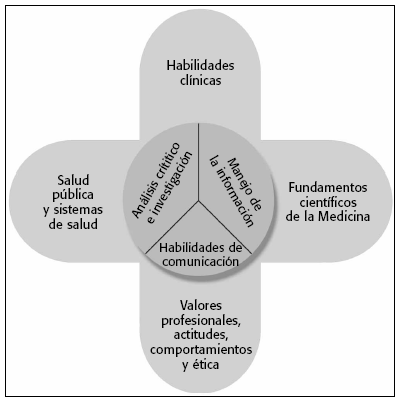 Habilidades
clínicas
Salud
pública
y sistemas
de salud
Análisis crítitico
e investigación
Manejo de
la información
Fundamentos
científicos
de la Medicina
Habilidades de
comunicación
Valores
profesionales,
actitudes,
comportamientos
y ética